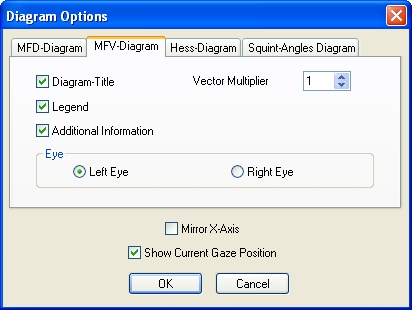 Diagram Options
MFD-Diagram MFV-Diagram Hess-Diagram Squint-Angles Diagram
Diagram-Title Vector Multiplier 1
Legend
Additional Information
Eye
Left Eye Right Eye
Mirror X-Axis
Show Current Gaze Position
OK Cancel